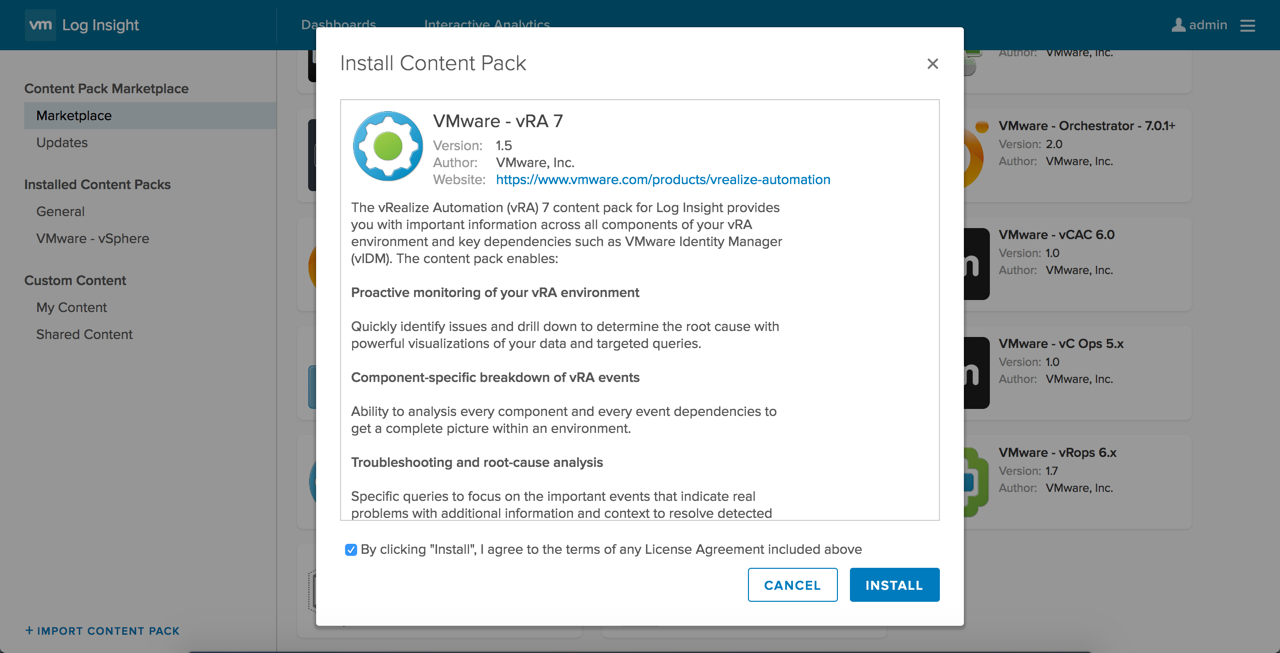 vm Log Insight
Dashboards
Interactive Analytics
admin
Content Pack Marketplace
Marketplace
Updates
Installed Content Packs
General
VMware - vSphere
Custom Content
My Content
Shared Content
+ IMPORT CONTENT PACK
Install Content Pack
VMware - vRA 7
Version: 1.5
Author: VMware, Inc.
Website: https://www.vmware.com/products/vrealize-automation
The vRealize Automation (vRA) 7 content pack for Log Insight provides
you with important information across all components of your vRA
environment and key dependencies such as VMware Identity Manager
(vIDM). The content pack enables:
Proactive monitoring of your vRA environment
Quickly identify issues and drill down to determine the root cause with
powerful visualizations of your data and targeted queries.
Component-specific breakdown of vRA events
Ability to analysis every component and every event dependencies to
get a complete picture within an environment.
Troubleshooting and root-cause analysis
Specific queries to focus on the important events that indicate real
problems with additional information and context to resolve detected
By clicking "Install", I agree to the terms of any License Agreement included above
CANCEL
INSTALL
Author: VMware, Inc.
VMware - Orchestrator - 7.0.1+
Version: 2.0
Author: VMware, Inc.
VMware - vCAC 6.0
Version: 1.0
Author: VMware, Inc.
VMware - vC Ops 5.x
Version: 1.0
Author: VMware, Inc.
VMware - vRops 6.x
Version: 1.7
Author: VMware, Inc.